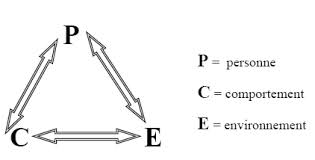 P
C E
P = personne
C = comportement
E = environnement